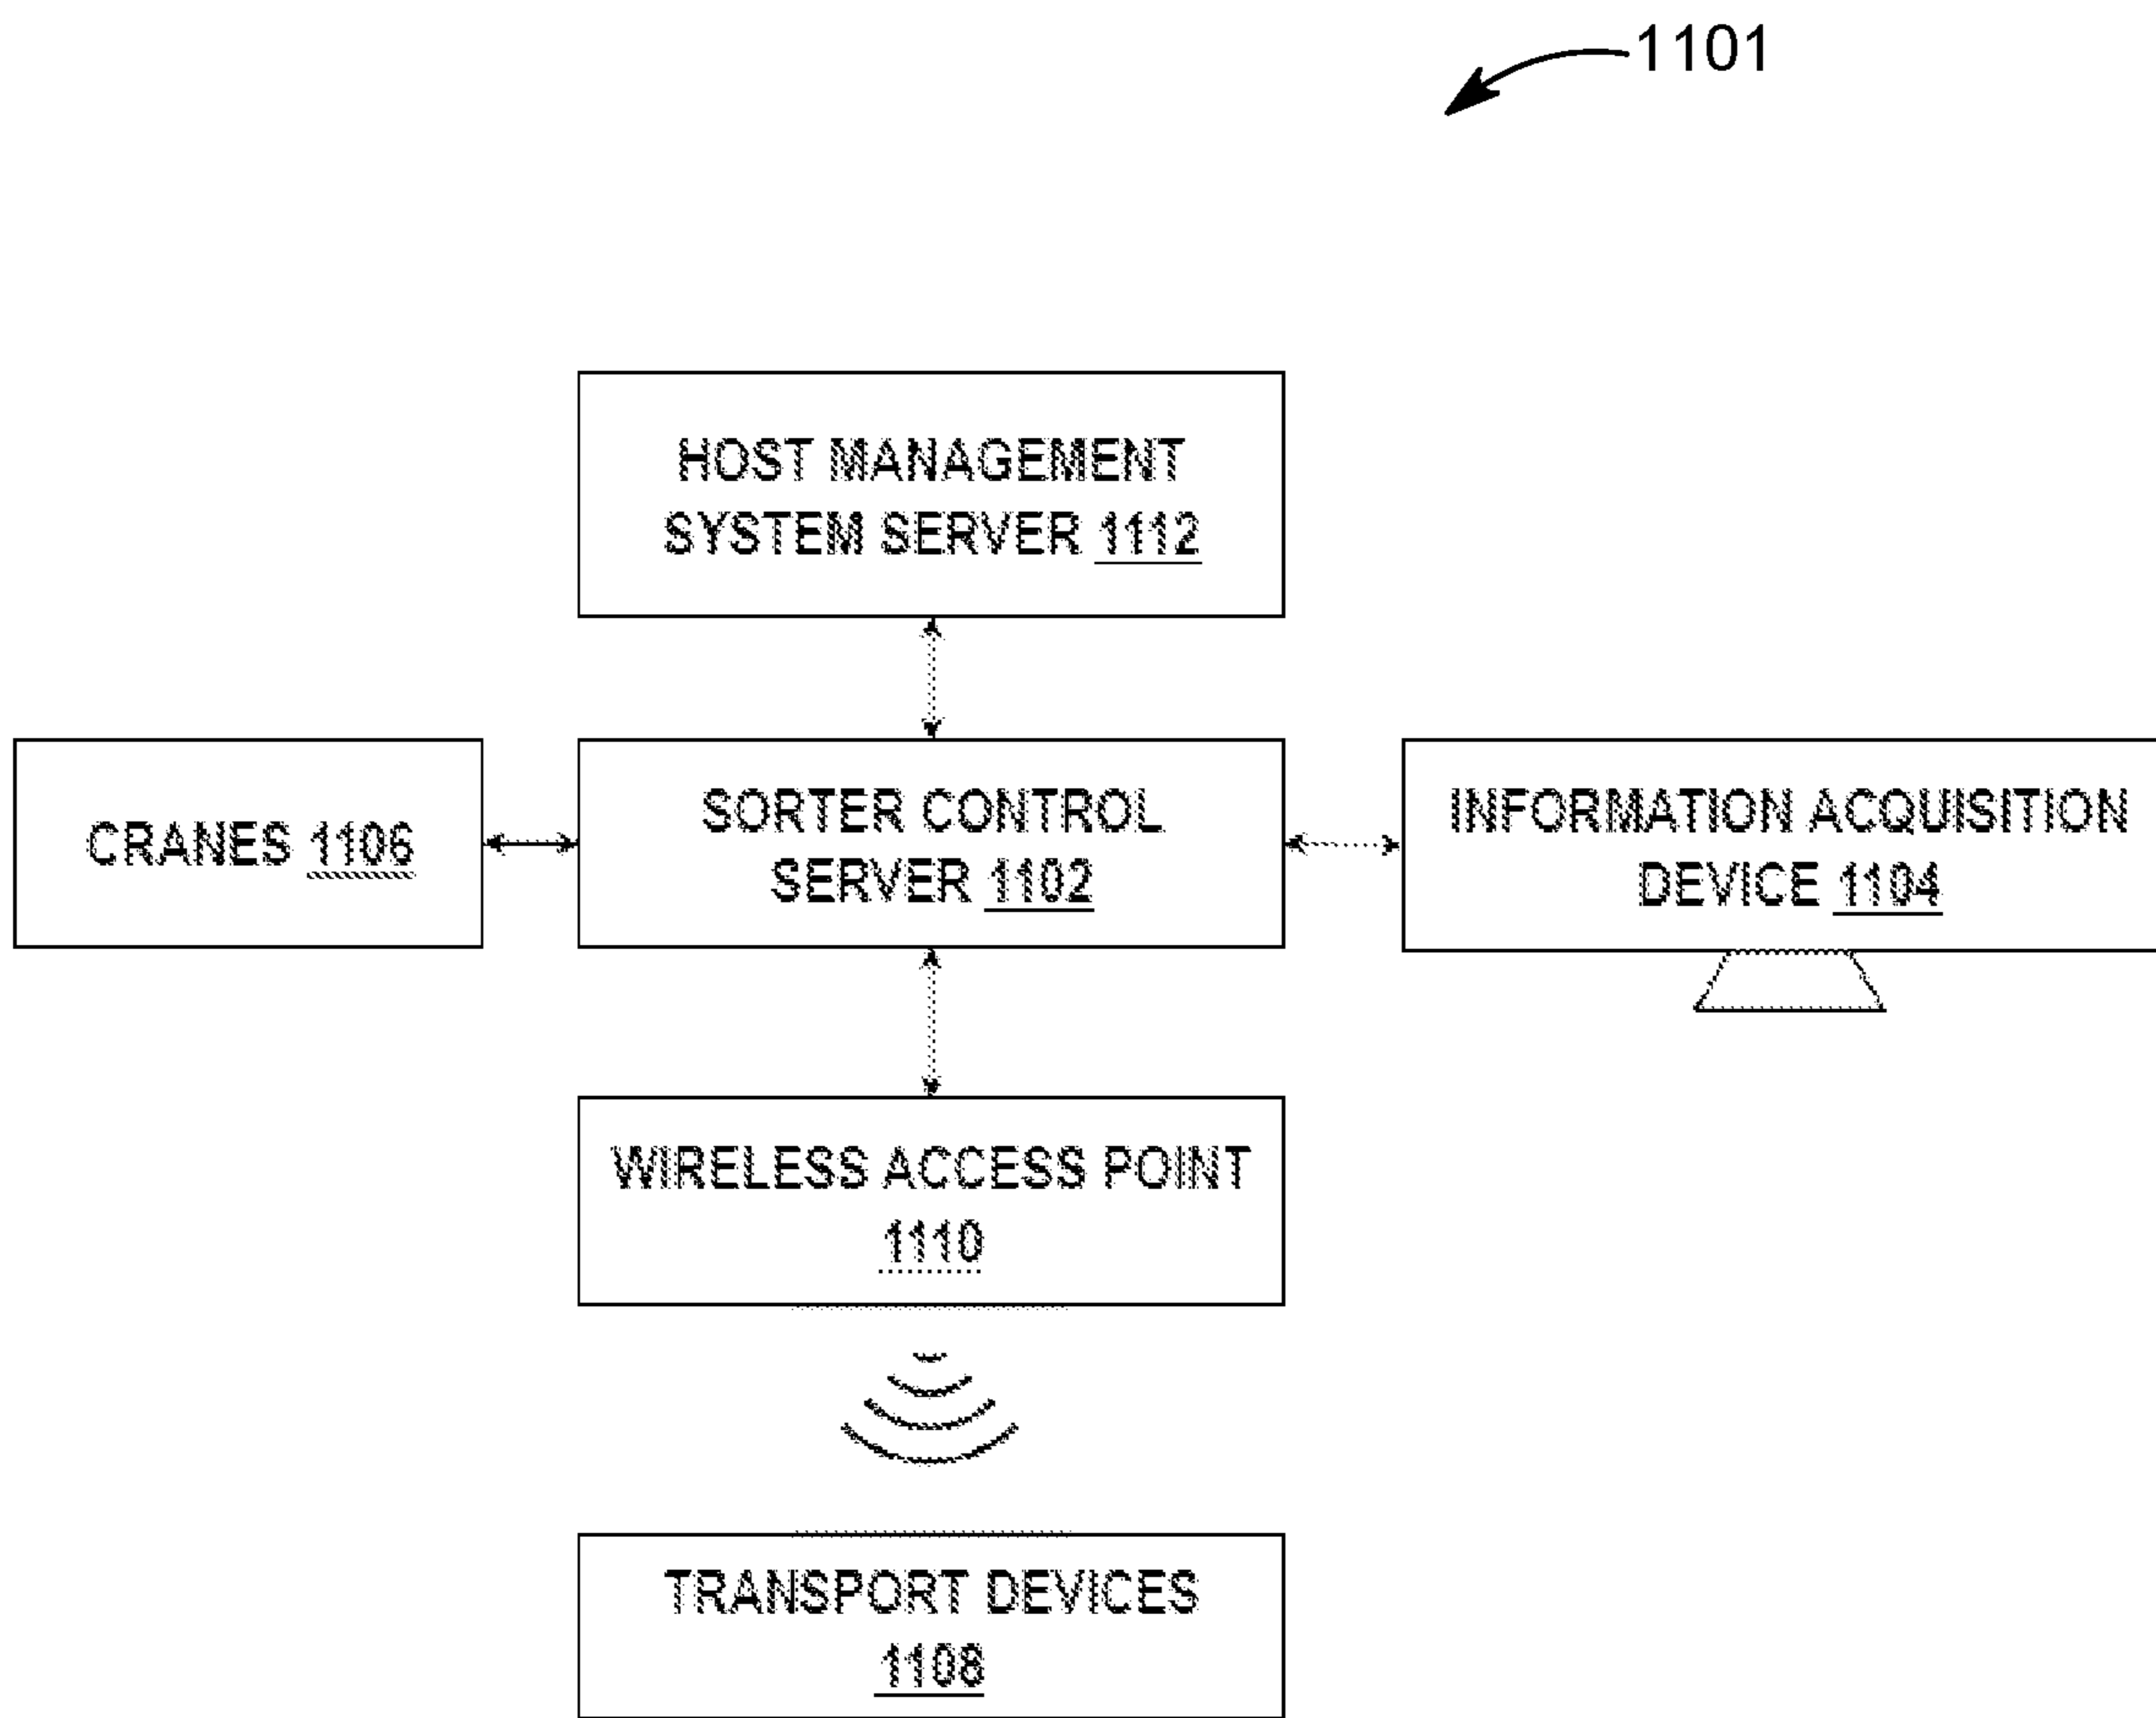 1101
HOST MANAGEMENT
SYSTEM SERVER 1112
CRANES 1106
SORTER CONTROL
SERVER 1102
INFORMATION ACQUISITION
DEVICE 1104
WIRELESS ACCESS POINT
1110
TRANSPORT DEVICES
1108